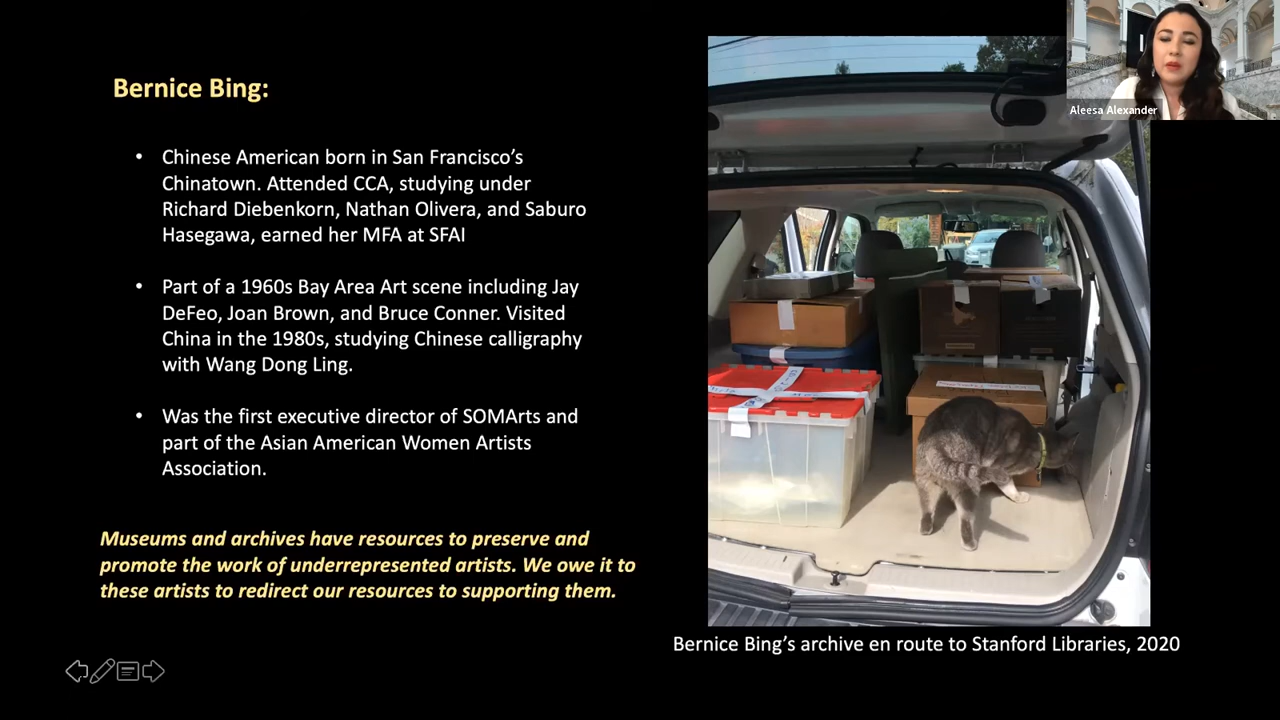 Aleesa Alexander
Bernice Bing:
• Chinese American born in San Francisco's
Chinatown. Attended CCA, studying under
Richard Diebenkorn, Nathan Olivera, and Saburo
Hasegawa, earned her MFA at SFAI
• Part of a 1960s Bay Area Art scene including Jay
DeFeo, Joan Brown, and Bruce Conner. Visited
China in the 1980s, studying Chinese calligraphy
with Wang Dong Ling.
• Was the first executive director of SOMArts and
part of the Asian American Women Artists
Association.
Museums and archives have resources to preserve and
promote the work of underrepresented artists. We owe it to
these artists to redirect our resources to supporting them.
Bernice Bing's archive en route to Stanford Libraries, 2020